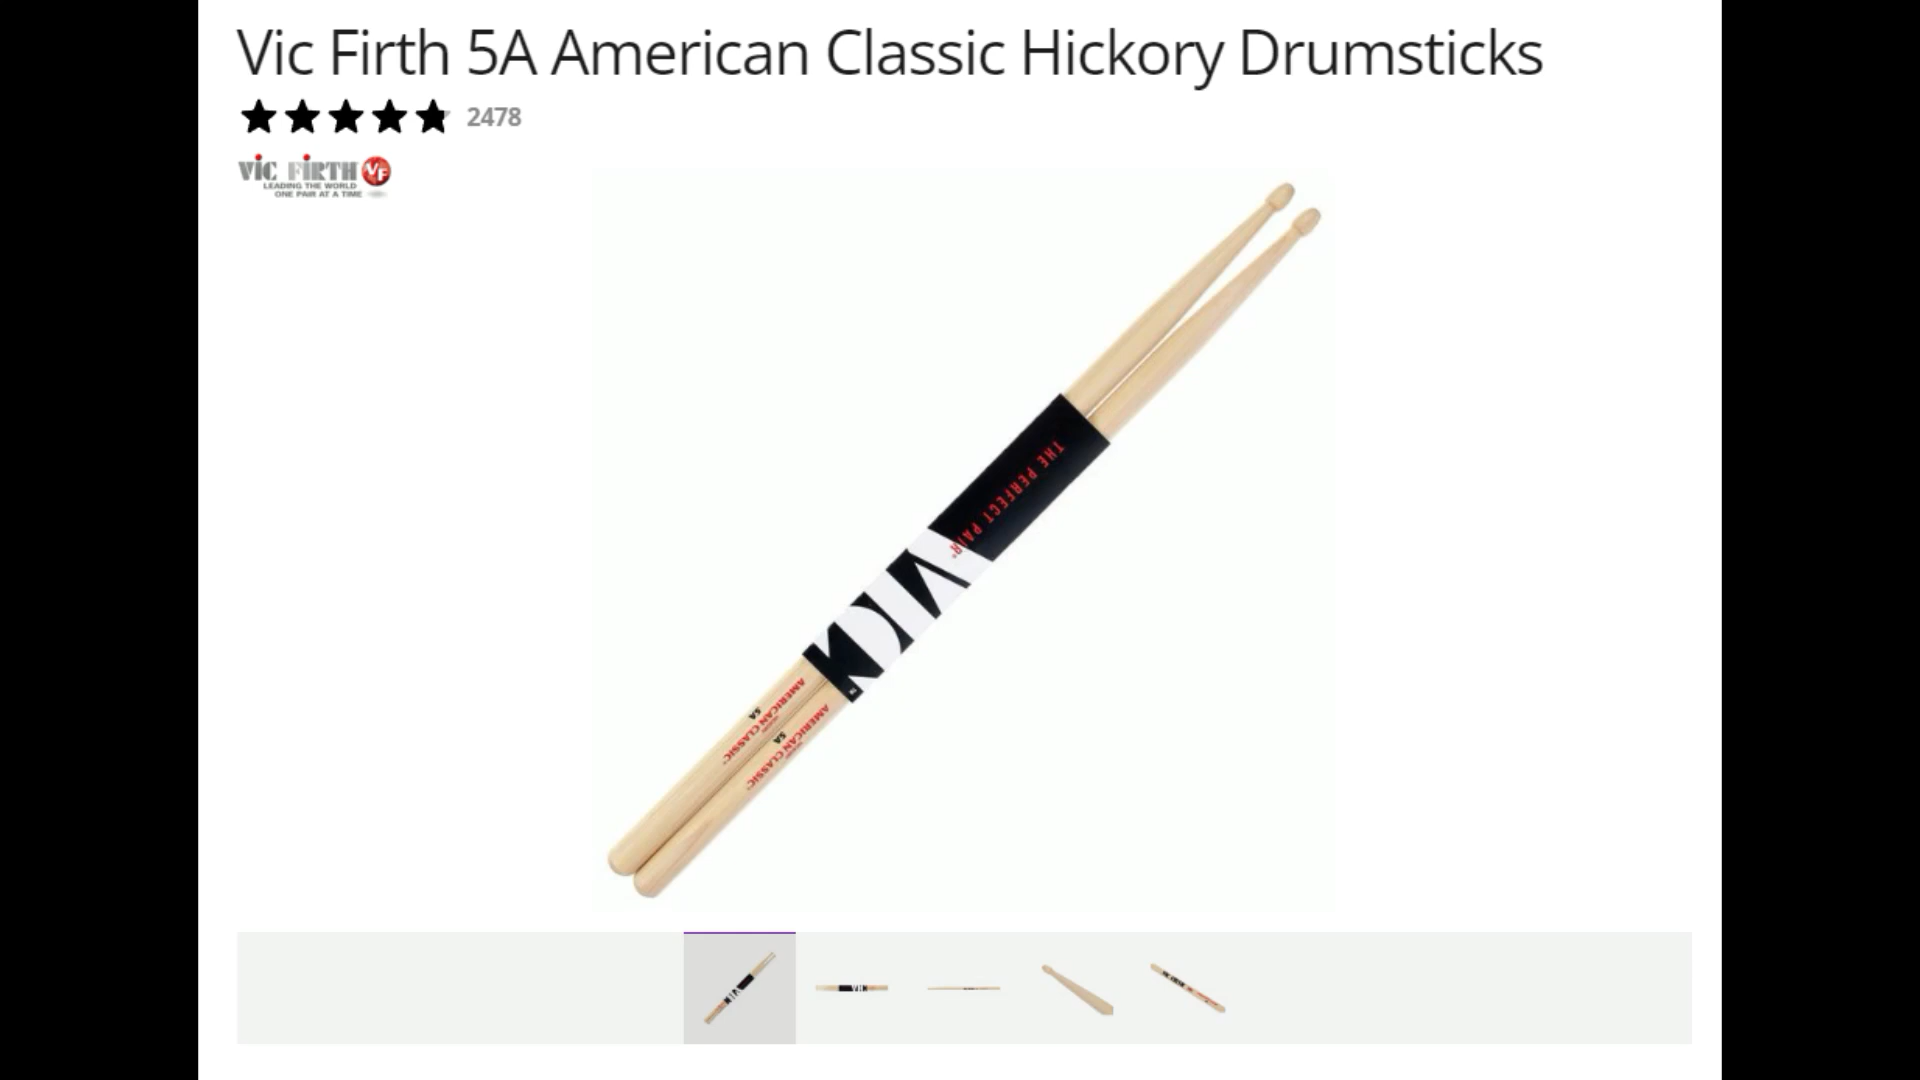 Vic Firth 5A American Classic Hickory Drumsticks
2478
VIC FIRTH VF
LEADING THE WORLD
ONE PAIR AT A TIME
THE PERFECT PAIR®
VIC
AMERICAN CLASSIC®
5A
AMERICAN CLASSIC®
5A